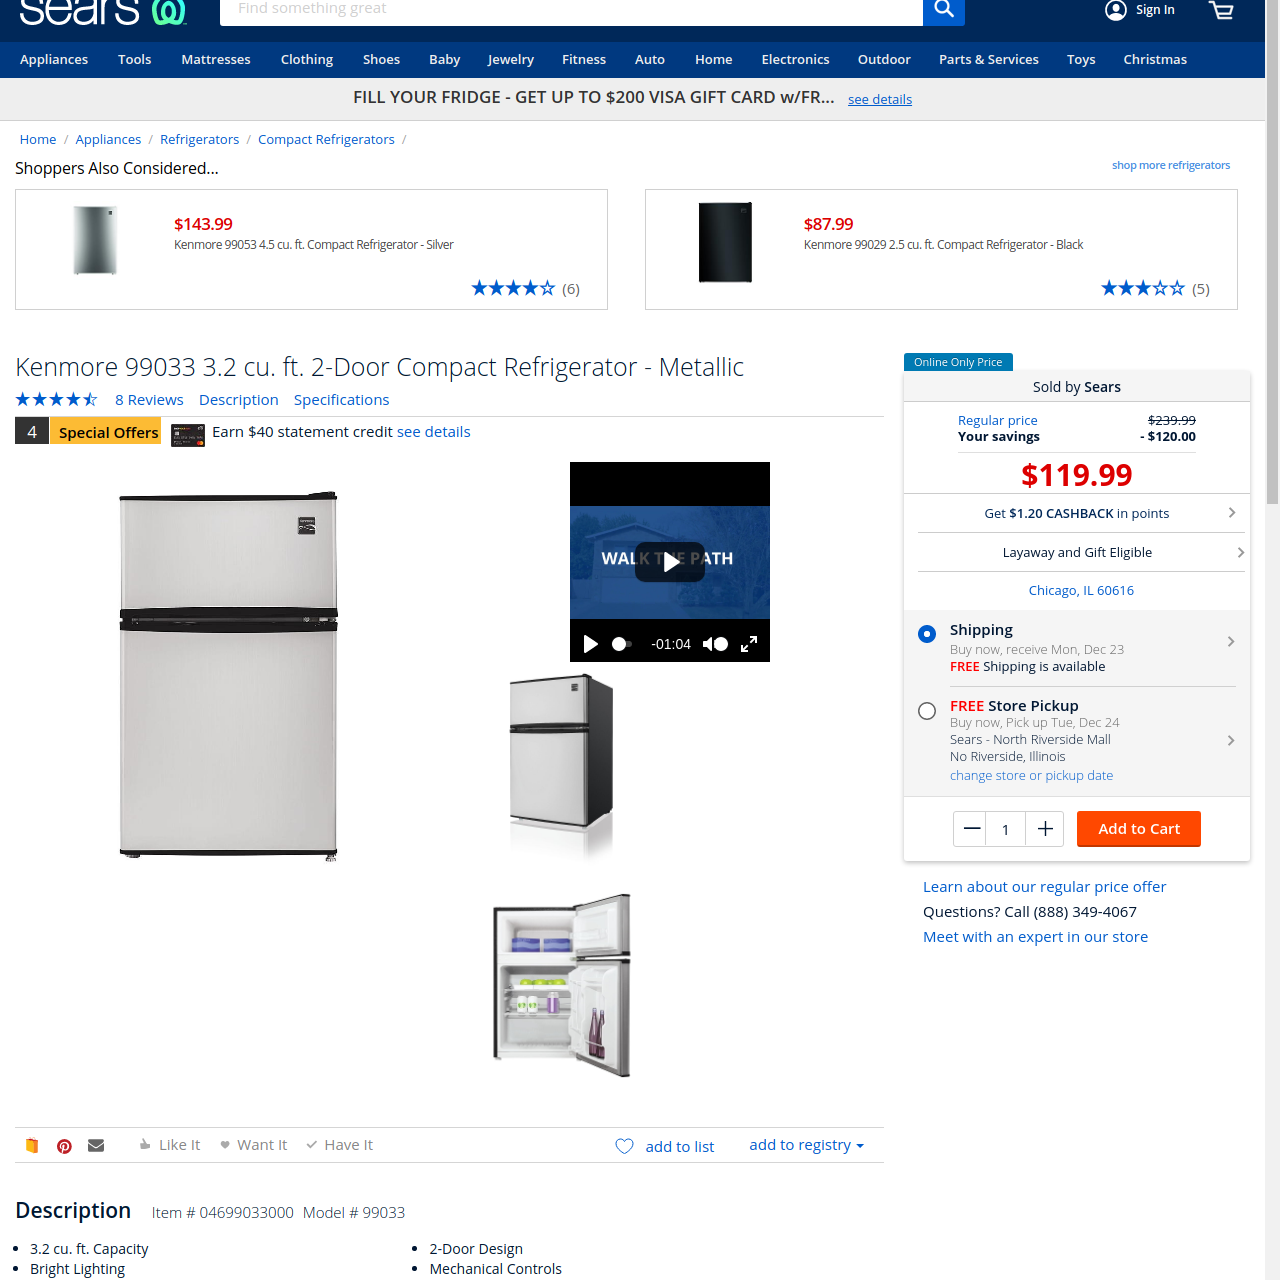 sears
Find something great
Sign In
Appliances Tools Mattresses Clothing Shoes Baby Jewelry Fitness Auto Home Electronics Outdoor Parts & Services Toys Christmas
FILL YOUR FRIDGE - GET UP TO $200 VISA GIFT CARD w/FR... see details
Home / Appliances / Refrigerators / Compact Refrigerators /
Shoppers Also Considered...
shop more refrigerators
$143.99
Kenmore 99053 4.5 cu. ft. Compact Refrigerator - Silver
(6)
$87.99
Kenmore 99029 2.5 cu. ft. Compact Refrigerator - Black
(5)
Kenmore 99033 3.2 cu. ft. 2-Door Compact Refrigerator - Metallic
8 Reviews Description Specifications
4 Special Offers Earn $40 statement credit see details
WALK THE PATH
-01:04
Online Only Price
Sold by Sears
Regular price $239.99
Your savings - $120.00
$119.99
Get $1.20 CASHBACK in points
Layaway and Gift Eligible
Chicago, IL 60616
Shipping
Buy now, receive Mon, Dec 23
FREE Shipping is available
FREE Store Pickup
Buy now, Pick up Tue, Dec 24
Sears - North Riverside Mall
No Riverside, Illinois
change store or pickup date
1 Add to Cart
Learn about our regular price offer
Questions? Call (888) 349-4067
Meet with an expert in our store
Like It Want It Have It add to list add to registry
Description Item # 04699033000 Model # 99033
• 3.2 cu. ft. Capacity
• Bright Lighting
• 2-Door Design
• Mechanical Controls